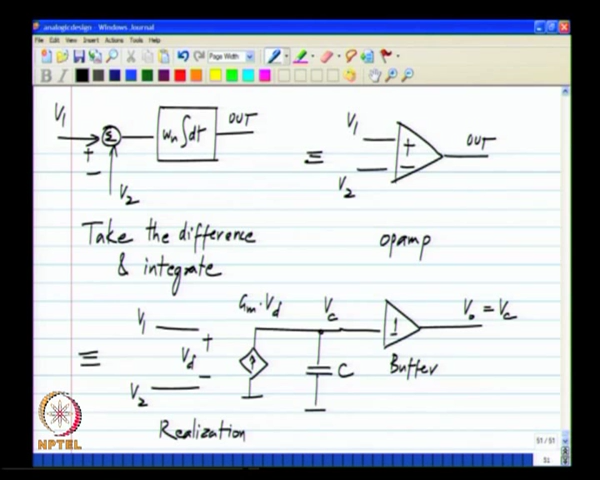 analogicdesign - Windows Journal
File Edit View Insert Actions Tools Help
Page Width
B I
V1 + − Σ V2 wn∫dt OUT
≡ V1 V2 + − OUT
Take the difference
& integrate
opamp
≡ V1 V2 Vd + − Gm·Vd Vc C 1 Vo = Vc
Buffer
Realization
NPTEL
51 / 51
51